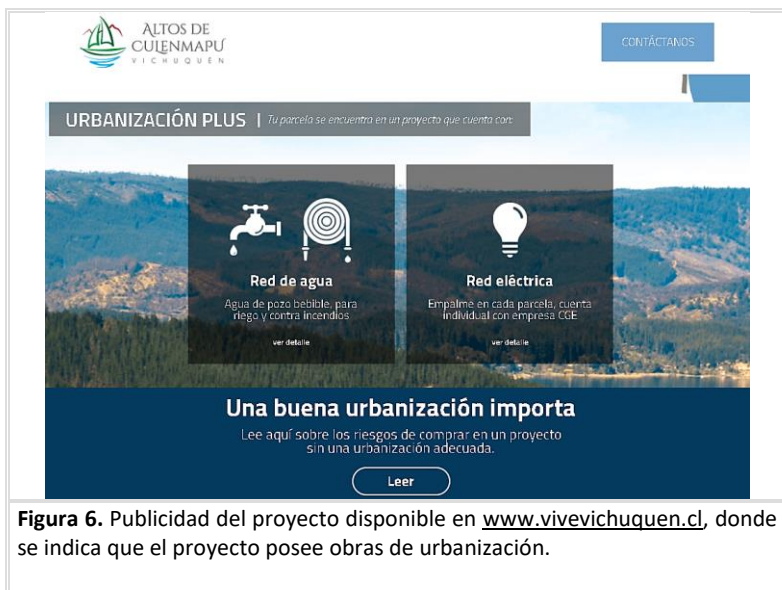 ALTOS DE
CULENMAPU
VICHUQUÉN
CONTÁCTANOS
URBANIZACIÓN PLUS | Tu parcela se encuentra en un proyecto que cuenta con:
Red de agua
Agua de pozo bebible, para
riego y contra incendios
ver detalle
Red eléctrica
Empalme en cada parcela, cuenta
individual con empresa CGE
ver detalle
Una buena urbanización importa
Lee aquí sobre los riesgos de comprar en un proyecto
sin una urbanización adecuada.
Leer
Figura 6. Publicidad del proyecto disponible en www.vivevichuquen.cl, donde
se indica que el proyecto posee obras de urbanización.